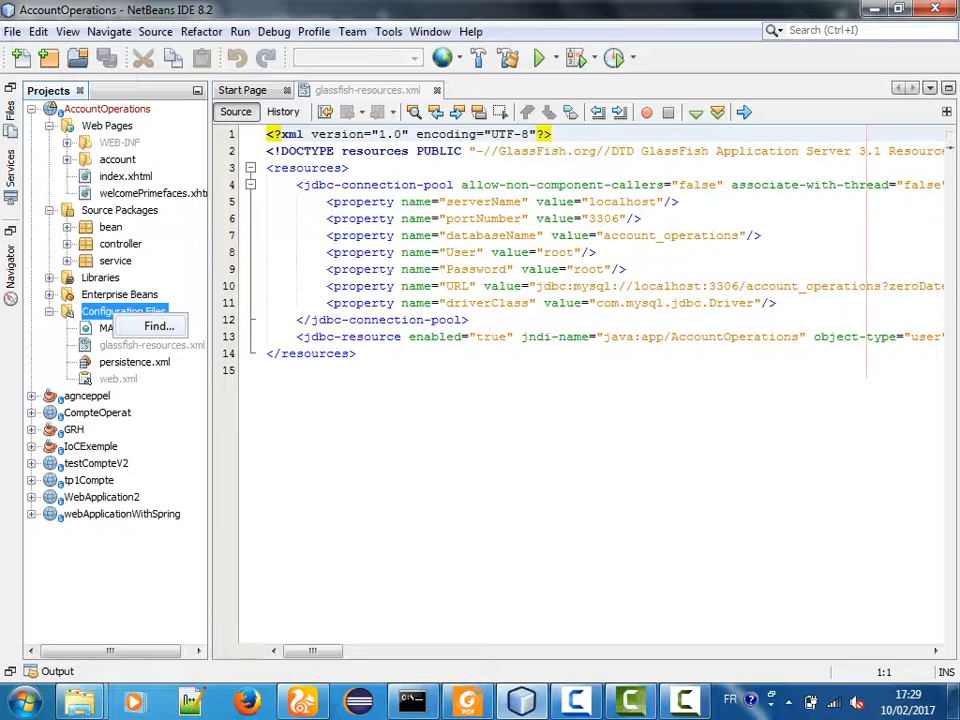 AccountOperations - NetBeans IDE 8.2
File Edit View Navigate Source Refactor Run Debug Profile Team Tools Window Help
Search (Ctrl+I)
Projects
Start Page
glassfish-resources.xml
Files
Services
Navigator
Source
History
AccountOperations
Web Pages
WEB-INF
account
index.xhtml
welcomePrimefaces.xhtm
Source Packages
bean
controller
service
Libraries
Enterprise Beans
Configuration Files
Find...
MA
glassfish-resources.xml
persistence.xml
web.xml
agnceppel
CompteOperat
GRH
IoCExemple
testCompteV2
tp1Compte
WebApplication2
webApplicationWithSpring
1 <?xml version="1.0" encoding="UTF-8"?>
2 <!DOCTYPE resources PUBLIC "-//GlassFish.org//DTD GlassFish Application Server 3.1 Resourc
3 <resources>
4 <jdbc-connection-pool allow-non-component-callers="false" associate-with-thread="false"
5 <property name="serverName" value="localhost"/>
6 <property name="portNumber" value="3306"/>
7 <property name="databaseName" value="account_operations"/>
8 <property name="User" value="root"/>
9 <property name="Password" value="root"/>
10 <property name="URL" value="jdbc:mysql://localhost:3306/account_operations?zeroDate
11 <property name="driverClass" value="com.mysql.jdbc.Driver"/>
12 </jdbc-connection-pool>
13 <jdbc-resource enabled="true" jndi-name="java:app/AccountOperations" object-type="user"
14 </resources>
15
Output
1:1
INS
PDF
FR
17:29
10/02/2017